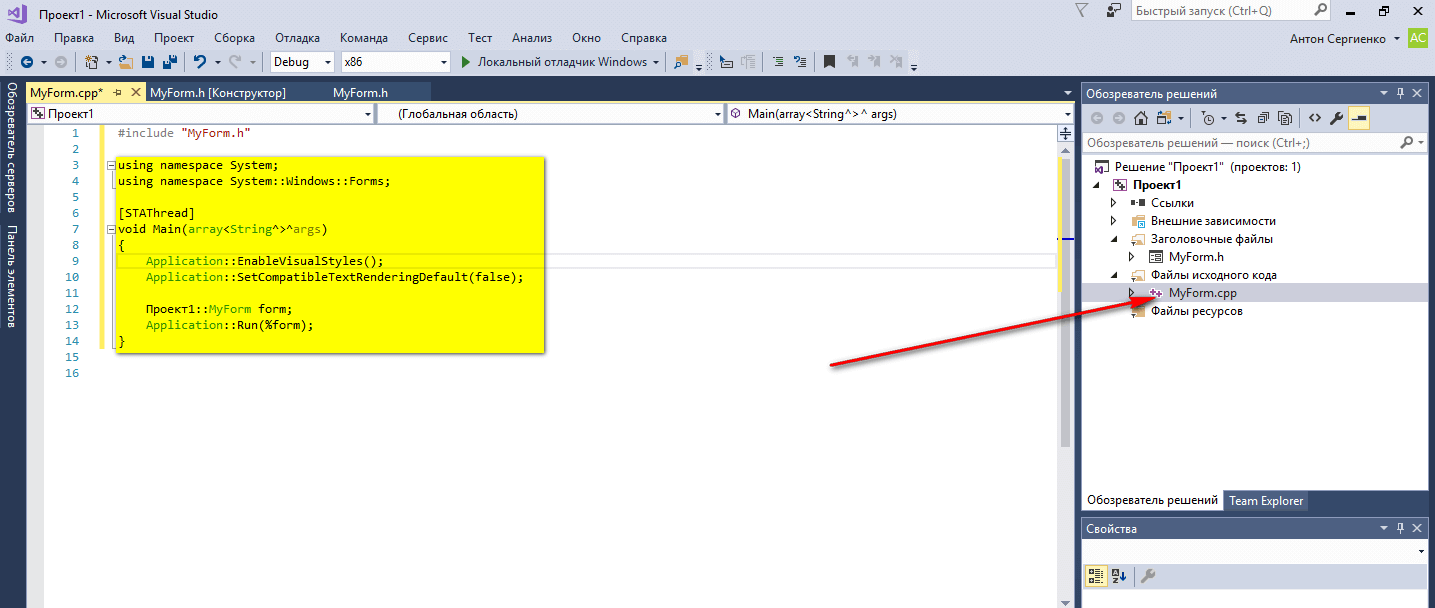 Проект1 - Microsoft Visual Studio
Быстрый запуск (Ctrl+Q)
Файл Правка Вид Проект Сборка Отладка Команда Сервис Тест Анализ Окно Справка
Антон Сергиенко AC
Debug x86 Локальный отладчик Windows
Обозреватель серверов
Панель элементов
MyForm.cpp* MyForm.h [Конструктор] MyForm.h
Проект1 (Глобальная область) Main(array<String^>^ args)
1 #include "MyForm.h"
2
3 using namespace System;
4 using namespace System::Windows::Forms;
5
6 [STAThread]
7 void Main(array<String^>^args)
8 {
9 Application::EnableVisualStyles();
10 Application::SetCompatibleTextRenderingDefault(false);
11
12 Проект1::MyForm form;
13 Application::Run(%form);
14 }
15
16
Обозреватель решений
Обозреватель решений — поиск (Ctrl+;)
Решение "Проект1" (проектов: 1)
Проект1
Ссылки
Внешние зависимости
Заголовочные файлы
MyForm.h
Файлы исходного кода
MyForm.cpp
Файлы ресурсов
Обозреватель решений Team Explorer
Свойства